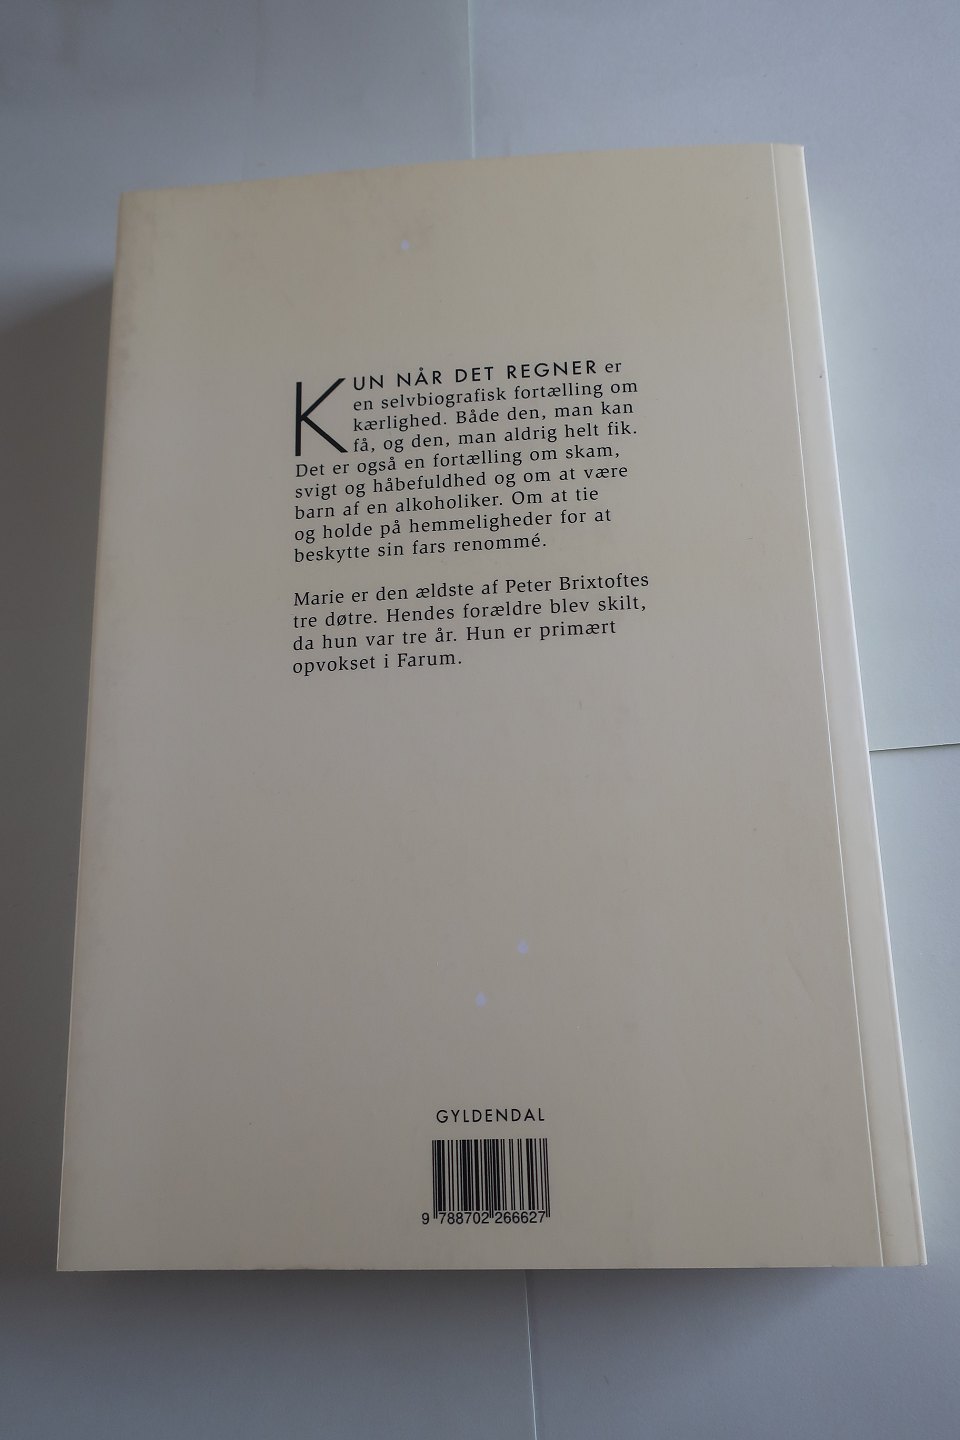 KUN NÅR DET REGNER er
en selvbiografisk fortælling om
kærlighed. Både den, man kan
få, og den, man aldrig helt fik.
Det er også en fortælling om skam,
svigt og håbefuldhed og om at være
barn af en alkoholiker. Om at tie
og holde på hemmeligheder for at
beskytte sin fars renommé.
Marie er den ældste af Peter Brixtoftes
tre døtre. Hendes forældre blev skilt,
da hun var tre år. Hun er primært
opvokset i Farum.
GYLDENDAL
9 788702 266627